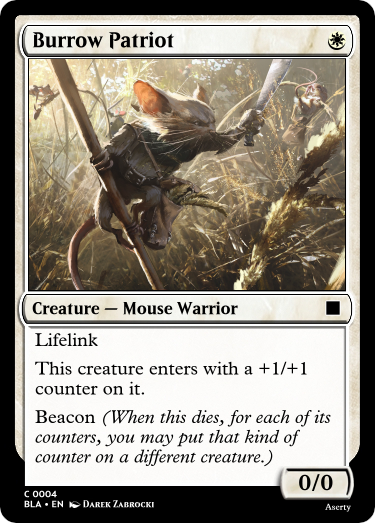 Burrow Patriot
Creature — Mouse Warrior
Lifelink
This creature enters with a +1/+1
counter on it.
Beacon (When this dies, for each of its
counters, you may put that kind of
counter on a different creature.)
0/0
C 0004
BLA • EN Darek Zabrocki
Aserty